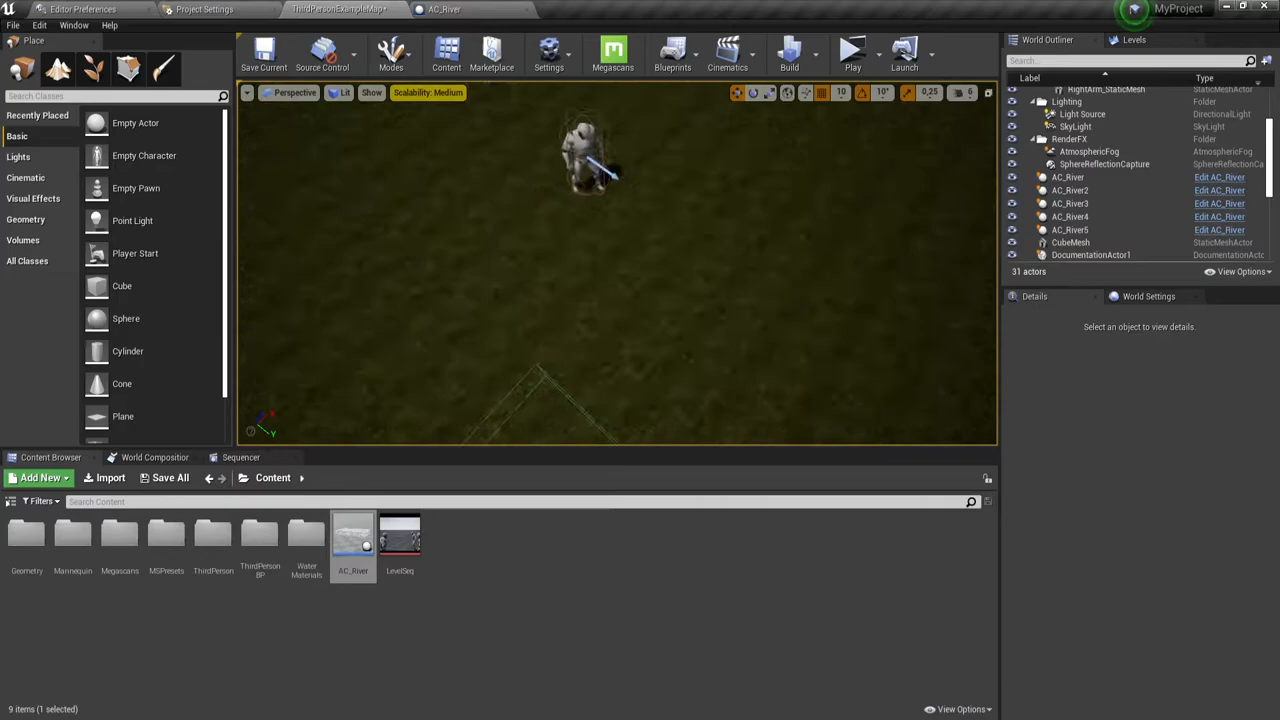 Editor Preferences
Project Settings
ThirdPersonExampleMap*
AC_River
MyProject
File Edit Window Help
Place
Search Classes
Recently Placed
Basic
Lights
Cinematic
Visual Effects
Geometry
Volumes
All Classes
Empty Actor
Empty Character
Empty Pawn
Point Light
Player Start
Cube
Sphere
Cylinder
Cone
Plane
Save Current
Source Control
Modes
Content
Marketplace
Settings
Megascans
Blueprints
Cinematics
Build
Play
Launch
Perspective
Lit
Show
Scalability: Medium
10
10°
0,25
6
X
Y
World Outliner
Levels
Search...
Label Type
RightArm_StaticMesh StaticMeshActor
Lighting Folder
Light Source DirectionalLight
SkyLight SkyLight
RenderFX Folder
AtmosphericFog AtmosphericFog
SphereReflectionCapture SphereReflectionCa
AC_River Edit AC_River
AC_River2 Edit AC_River
AC_River3 Edit AC_River
AC_River4 Edit AC_River
AC_River5 Edit AC_River
CubeMesh StaticMeshActor
DocumentationActor1 DocumentationActo
31 actors
View Options
Details
World Settings
Select an object to view details.
Content Browser
World Composition
Sequencer
Add New
Import
Save All
Content
Filters
Search Content
Geometry
Mannequin
Megascans
MSPresets
ThirdPerson
ThirdPerson
BP
Water
Materials
AC_River
LevelSeq
9 items (1 selected)
View Options